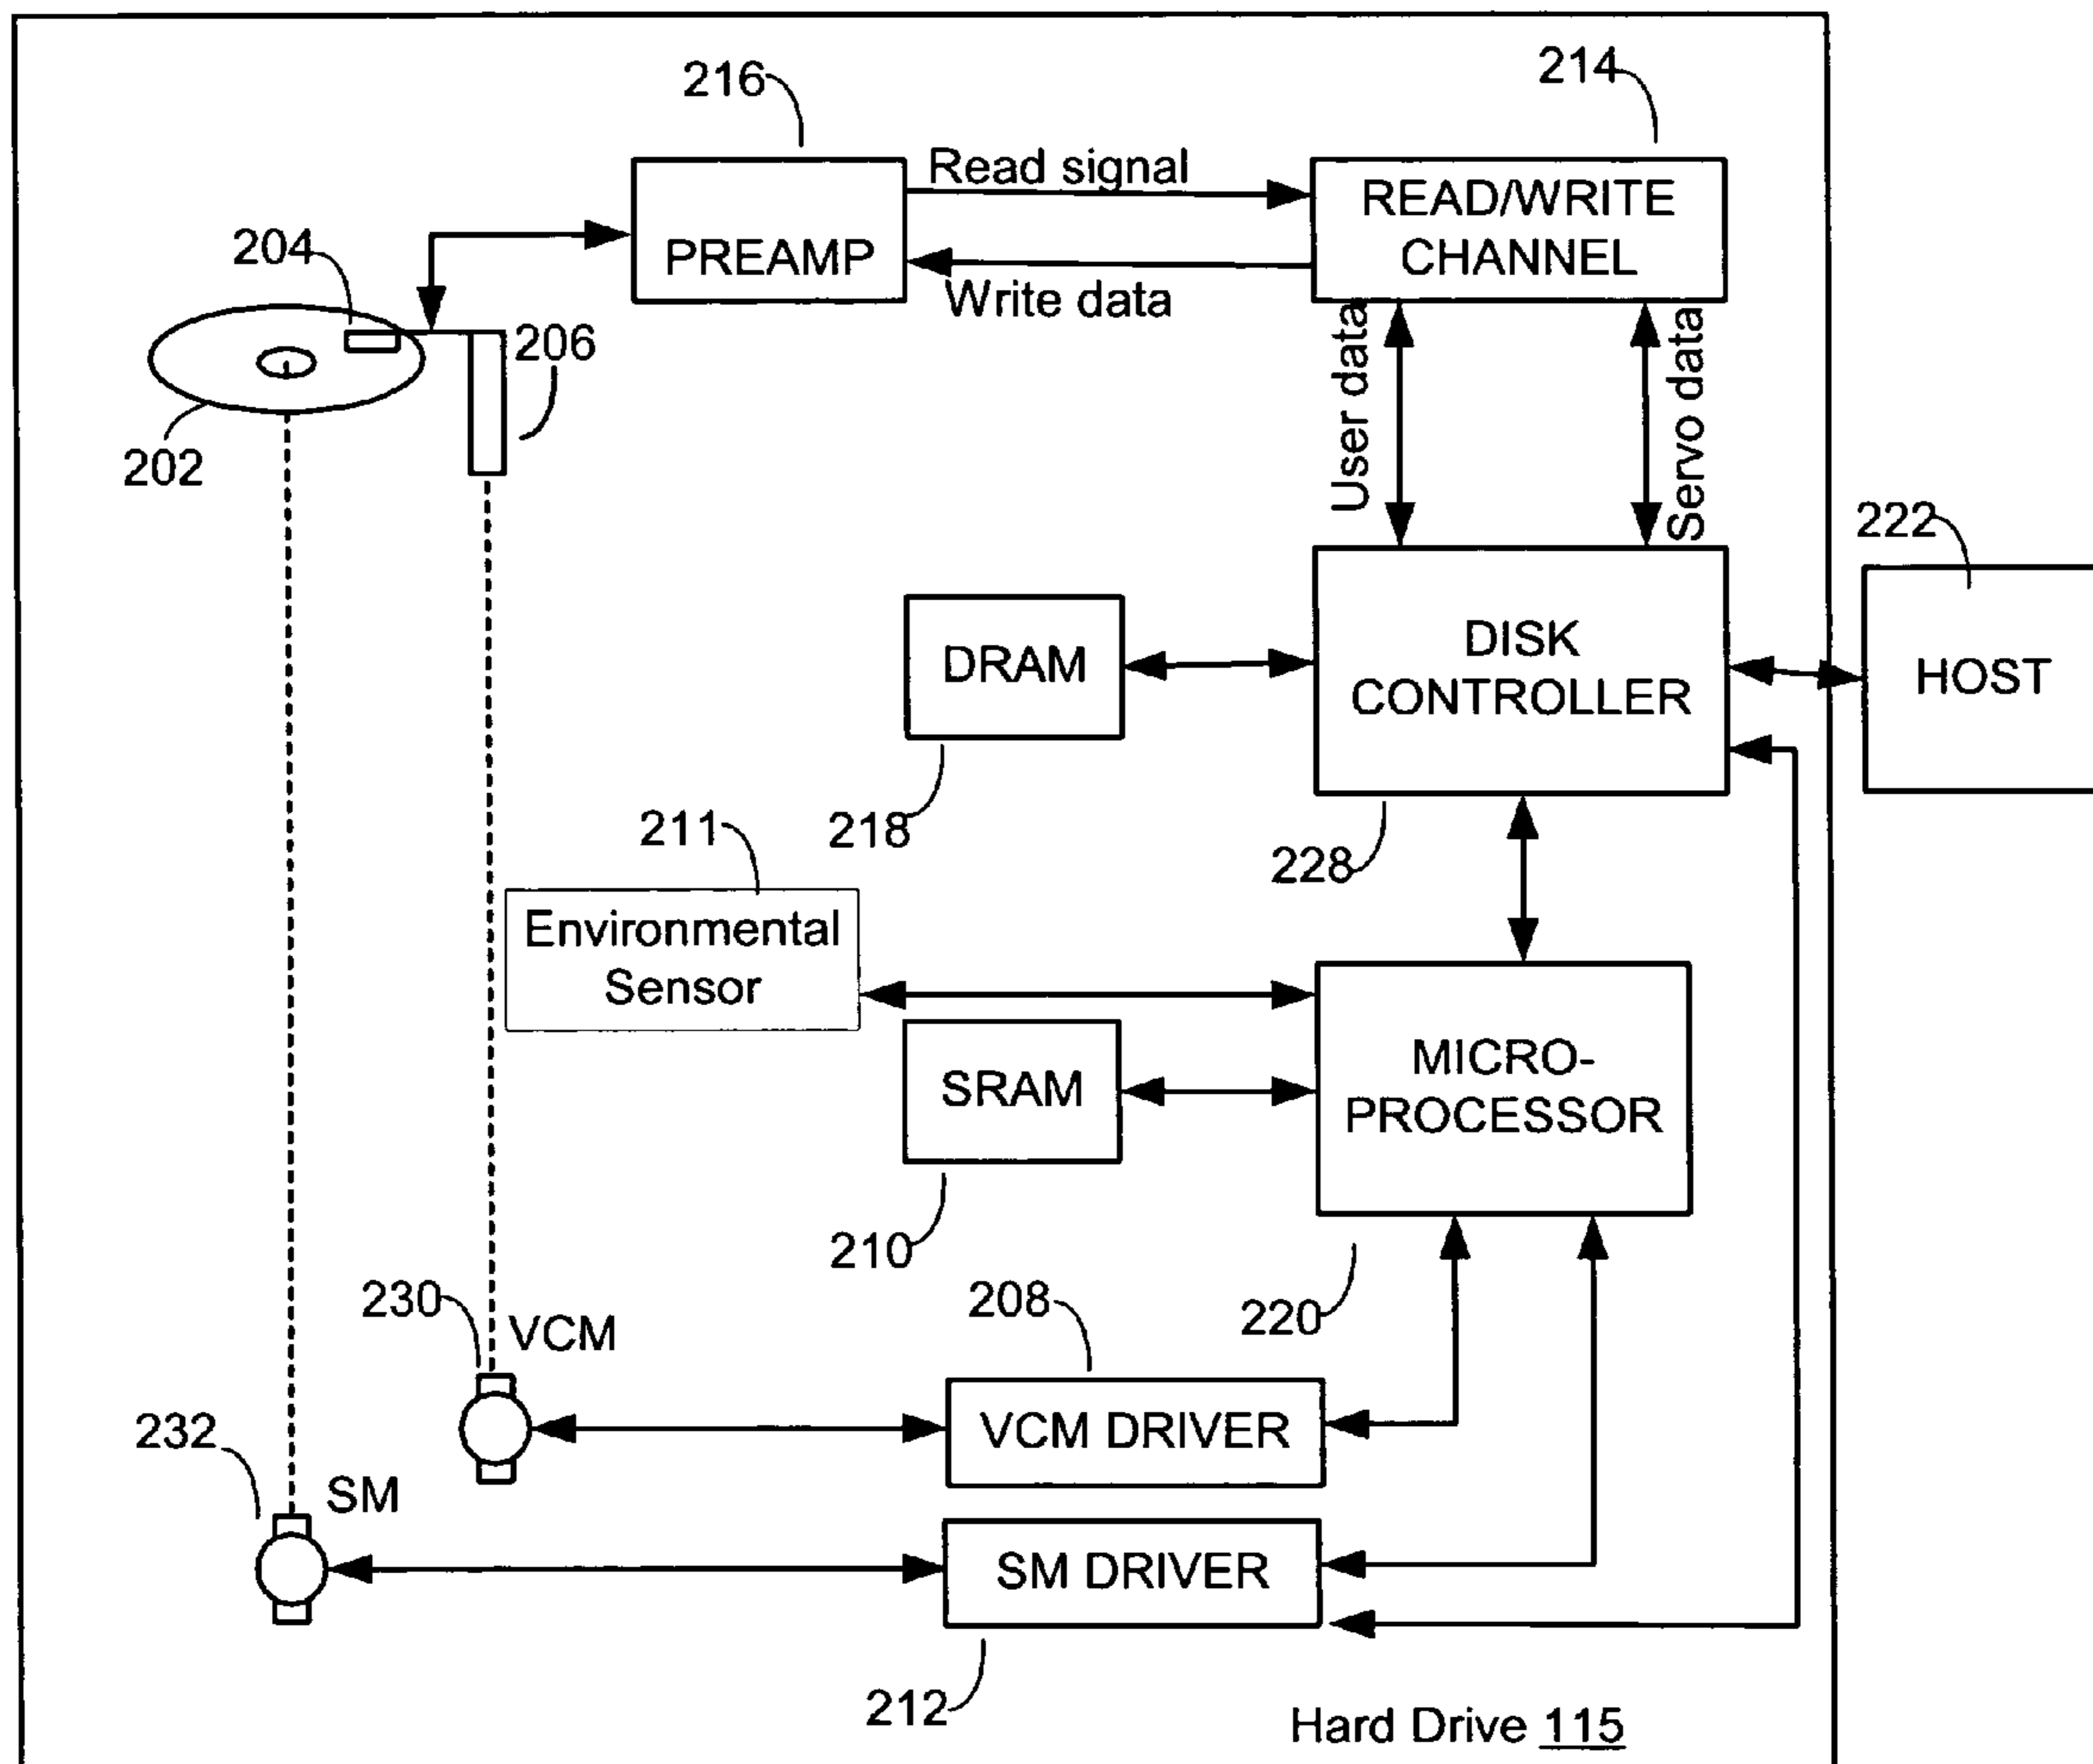 216
214
Read signal
READ/WRITE
CHANNEL
PREAMP
Write data
204
206
202
User data
Servo data
222
HOST
DISK
CONTROLLER
DRAM
218
228
211
Environmental
Sensor
MICRO-
PROCESSOR
SRAM
210
220
230
VCM
208
VCM DRIVER
232
SM
SM DRIVER
212
Hard Drive 115